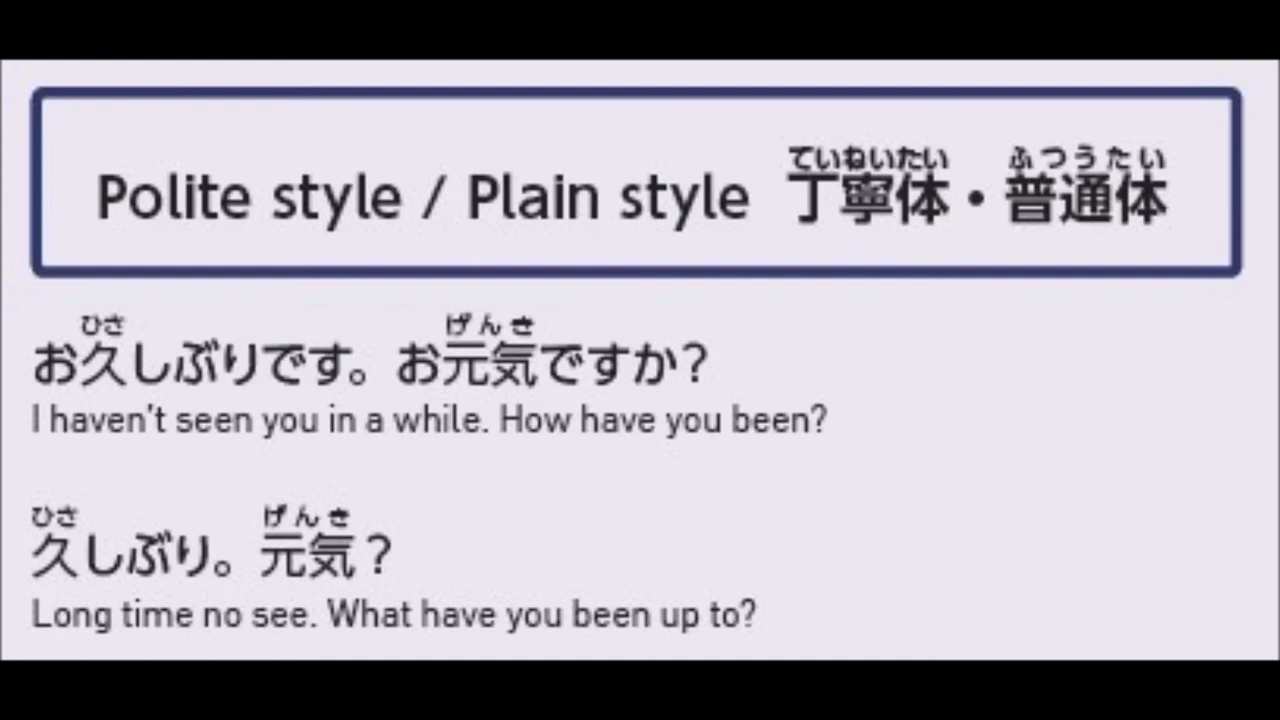 ていねいたい ふつうたい
Polite style / Plain style 丁寧体・普通体
ひさ げんき
お久しぶりです。お元気ですか?
I haven't seen you in a while. How have you been?
ひさ げんき
久しぶり。元気？
Long time no see. What have you been up to?